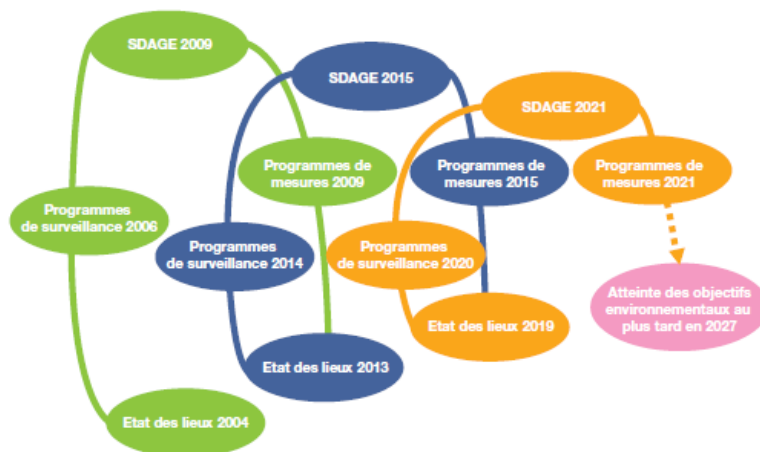 SDAGE 2009
SDAGE 2015
SDAGE 2021
Programmes de
mesures 2009
Programmes de
mesures 2015
Programmes de
mesures 2021
Programmes
de surveillance 2006
Programmes
de surveillance 2014
Programmes
de surveillance 2020
Atteinte des objectifs
environnementaux au
plus tard en 2027
Etat des lieux 2019
Etat des lieux 2013
Etat des lieux 2004